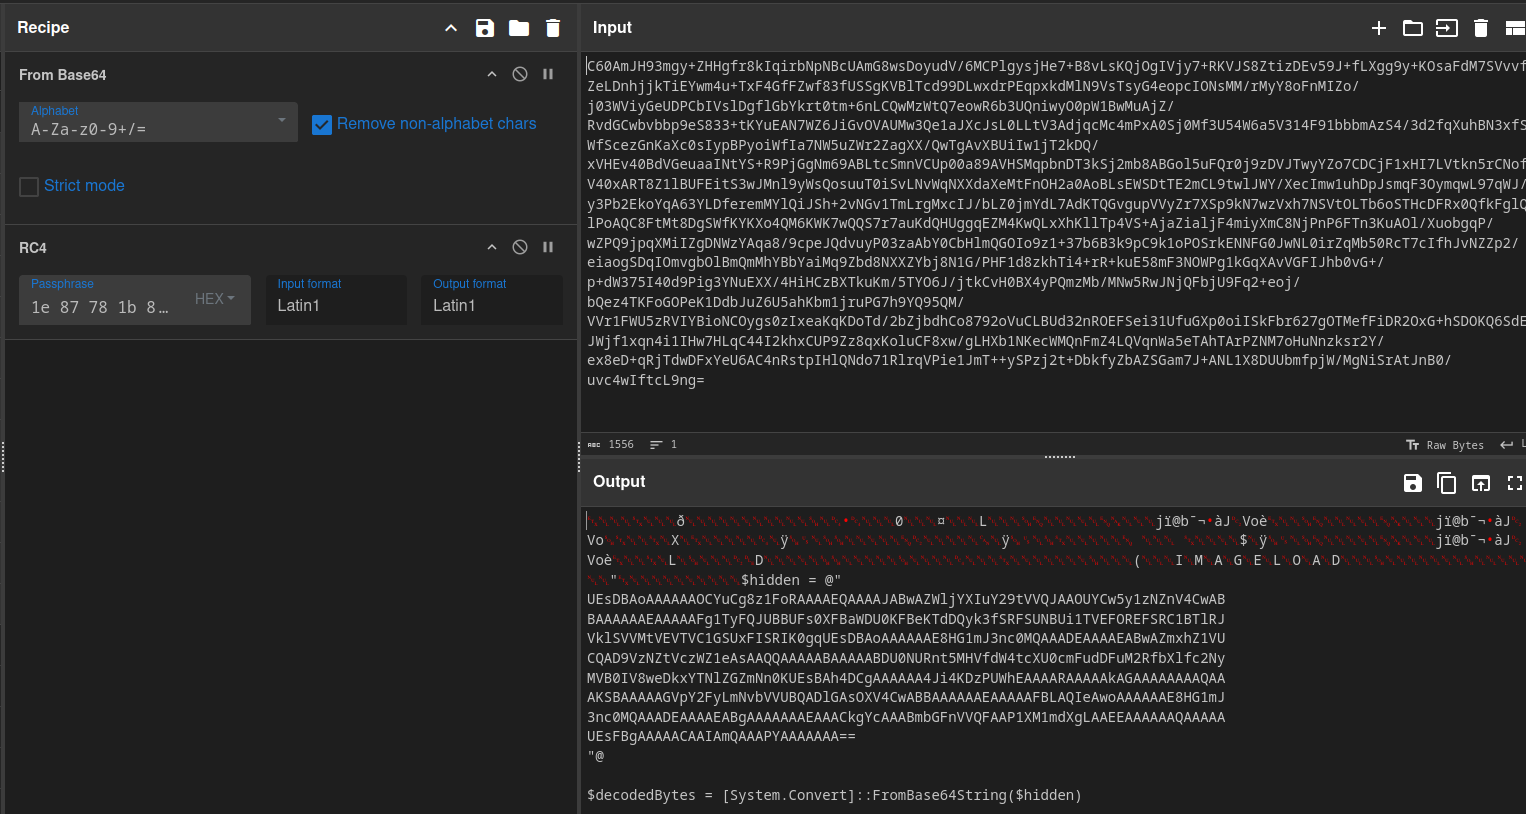 Recipe
From Base64
Alphabet
A-Za-z0-9+/=
Remove non-alphabet chars
Strict mode
RC4
Passphrase
1e 87 78 1b 8…
HEX
Input format
Latin1
Output format
Latin1
Input
C60AmJH93mgy+ZHHgfr8kIqirbNpNBcUAmG8wsDoyudV/6MCPlgysjHe7+B8vLsKQjOgIVjy7+RKVJS8ZtizDEv59J+fLXgg9y+KOsaFdM7SVvvf
ZeLDnhjjkTiEYwm4u+TxF4GfFZwf83fUSSgKVBlTcd99DLwxdrPEqpxkdMlN9VsTsyG4eopcIONsMM/rMyY8oFnMIZo/
j03WViyGeUDPCbIVslDgflGbYkrt0tm+6nLCQwMzWtQ7eowR6b3UQniwyO0pW1BwMuAjZ/
RvdGCwbvbbp9eS833+tKYuEAN7WZ6JiGvOVAUMw3Qe1aJXcJsL0LLtV3AdjqcMc4mPxA0Sj0Mf3U54W6a5V314F91bbbmAzS4/3d2fqXuhBN3xfS
WfScezGnKaXc0sIypBPyoiWfIa7NW5uZWr2ZagXX/QwTgAvXBUiIw1jT2kDQ/
xVHEv40BdVGeuaaINtYS+R9PjGgNm69ABLtcSmnVCUp00a89AVHSMqpbnDT3kSj2mb8ABGol5uFQr0j9zDVJTwyYZo7CDCjF1xHI7LVtkn5rCNof
V40xART8Z1lBUFEitS3wJMnl9yWsQosuuT0iSvLNvWqNXXdaXeMtFnOH2a0AoBLsEWSDtTE2mCL9twlJWY/XecImw1uhDpJsmqF3OymqwL97qWJ/
y3Pb2EkoYqA63YLDferemMYlQiJSh+2vNGv1TmLrgMxcIJ/bLZ0jmYdL7AdKTQGvgupVVyZr7XSp9kN7wzVxh7NSVtOLTb6oSTHcDFRx0QfkFglQ
lPoAQC8FtMt8DgSWfKYKXo4QM6KWK7wQQS7r7auKdQHUggqEZM4KwQLxXhKllTp4VS+AjaZialjF4miyXmC8NjPnP6FTn3KuAOl/XuobgqP/
wZPQ9jpqXMiIZgDNWzYAqa8/9cpeJQdvuyP03zaAbY0CbHlmQGOIo9z1+37b6B3k9pC9k1oPOSrkENNFG0JwNL0irZqMb50RcT7cIfhJvNZZp2/
eiaogSDqIOmvgbOlBmQmMhYBbYaiMq9Zbd8NXXZYbj8N1G/PHF1d8zkhTi4+rR+kuE58mF3NOWPg1kGqXAvVGFIJhb0vG+/
p+dW375I40d9Pig3YNuEXX/4HiHCzBXTkuKm/5TYO6J/jtkCvH0BX4yPQmzMb/MNw5RwJNjQFbjU9Fq2+eoj/
bQez4TKFoGOPeK1DdbJuZ6U5ahKbm1jruPG7h9YQ95QM/
VVr1FWU5zRVIYBioNCOygs0zIxeaKqKDoTd/2bZjbdhCo8792oVuCLBUd32nROEFSei31UfuGXp0oiISkFbr627gOTMefFiDR2OxG+hSDOKQ6SdE
JWjf1xqn4i1IHw7HLqC44I2khxCUP9Zz8qxKoluCF8xw/gLHXb1NKecWMQnFmZ4LQVqnWa5eTAhTArPZNM7oHuNnzksr2Y/
ex8eD+qRjTdwDFxYeU6AC4nRstpIHlQNdo71RlrqVPie1JmT++ySPzj2t+DbkfyZbAZSGam7J+ANL1X8DUUbmfpjW/MgNiSrAtJnB0/
uvc4wIftcL9ng=
1556
1
Raw Bytes
Output
ð • 0 ¤ L jï@b¯¬•àJ Voè jï@b¯¬•àJ
Vo X ÿ ÿ $ ÿ jï@b¯¬•àJ
Voè L D ( I M A G E L O A D
" $hidden = @"
UEsDBAoAAAAAAOCYuCg8z1FoRAAAAEQAAAAJABwAZWljYXIuY29tVVQJAAOUYCw5y1zNZnV4CwAB
BAAAAAAEAAAAAFg1TyFQJUBBUFs0XFBaWDU0KFBeKTdDQyk3fSRFSUNBUi1TVEFOREFSRC1BTlRJ
VklSVVMtVEVTVC1GSUxFISRIK0gqUEsDBAoAAAAAAE8HG1mJ3nc0MQAAADEAAAAEABwAZmxhZ1VU
CQAD9VzNZtVczWZ1eAsAAQQAAAAABAAAAABDU0NURnt5MHVfdW4tcXU0cmFudDFuM2RfbXlfc2Ny
MVB0IV8weDkxYTNlZGZmNn0KUEsBAh4DCgAAAAAA4Ji4KDzPUWhEAAAARAAAAAkAGAAAAAAAAQAA
AKSBAAAAAGVpY2FyLmNvbVVUBQADlGAsOXV4CwABBAAAAAAEAAAAAFBLAQIeAwoAAAAAAE8HG1mJ
3nc0MQAAADEAAAAEABgAAAAAAAEAAACkgYcAAABmbGFnVVQFAAP1XM1mdXgLAAEEAAAAAAQAAAAA
UEsFBgAAAAACAAIAmQAAAPYAAAAAAA==
"@
$decodedBytes = [System.Convert]::FromBase64String($hidden)